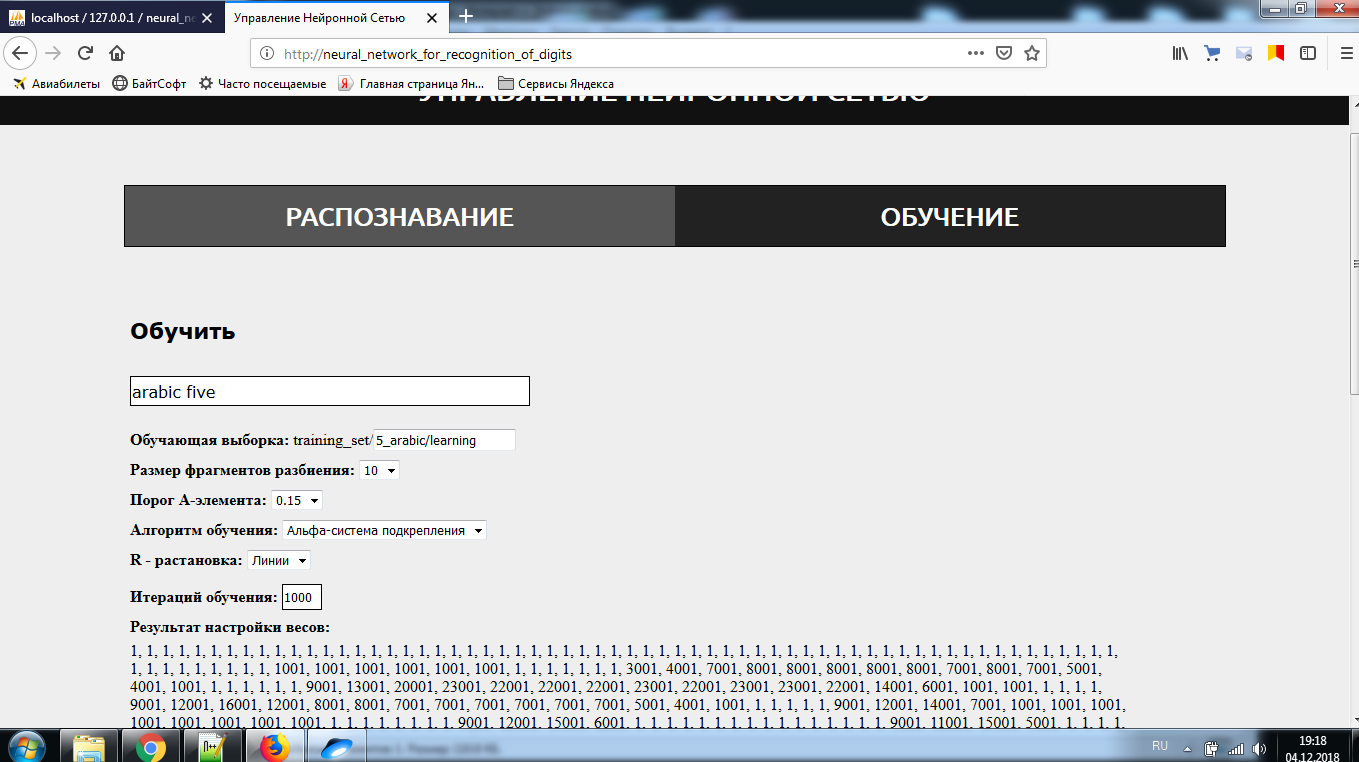 localhost / 127.0.0.1 / neural_ne
Управление Нейронной Сетью
http://neural_network_for_recognition_of_digits
Авиабилеты БайтСофт Часто посещаемые Главная страница Ян... Сервисы Яндекса
УПРАВЛЕНИЕ НЕЙРОННОЙ СЕТЬЮ
РАСПОЗНАВАНИЕ ОБУЧЕНИЕ
Обучить
arabic five
Обучающая выборка: training_set/5_arabic/learning
Размер фрагментов разбиения: 10
Порог А-элемента: 0.15
Алгоритм обучения: Альфа-система подкрепления
R - растановка: Линии
Итераций обучения: 1000
Результат настройки весов:
1, 1, 1, 1, 1, 1, 1, 1, 1, 1, 1, 1, 1, 1, 1, 1, 1, 1, 1, 1, 1, 1, 1, 1, 1, 1, 1, 1, 1, 1, 1, 1, 1, 1, 1, 1, 1, 1, 1, 1, 1, 1, 1, 1, 1, 1, 1, 1, 1, 1, 1, 1, 1, 1, 1, 1, 1, 1, 1, 1, 1, 1,
1, 1, 1, 1, 1, 1, 1, 1, 1, 1001, 1001, 1001, 1001, 1001, 1001, 1, 1, 1, 1, 1, 1, 1, 3001, 4001, 7001, 8001, 8001, 8001, 8001, 8001, 7001, 8001, 7001, 5001,
4001, 1001, 1, 1, 1, 1, 1, 1, 9001, 13001, 20001, 23001, 22001, 22001, 22001, 23001, 22001, 23001, 23001, 22001, 14001, 6001, 1001, 1001, 1, 1, 1, 1,
9001, 12001, 16001, 12001, 8001, 8001, 7001, 7001, 7001, 7001, 7001, 7001, 5001, 4001, 1001, 1, 1, 1, 1, 1, 9001, 12001, 14001, 7001, 1001, 1001, 1001,
1001, 1001, 1001, 1001, 1001, 1, 1, 1, 1, 1, 1, 1, 1, 9001, 12001, 15001, 6001, 1, 1, 1, 1, 1, 1, 1, 1, 1, 1, 1, 1, 1, 1, 1, 1, 9001, 11001, 15001, 5001, 1, 1, 1, 1,
RU
19:18
04.12.2018